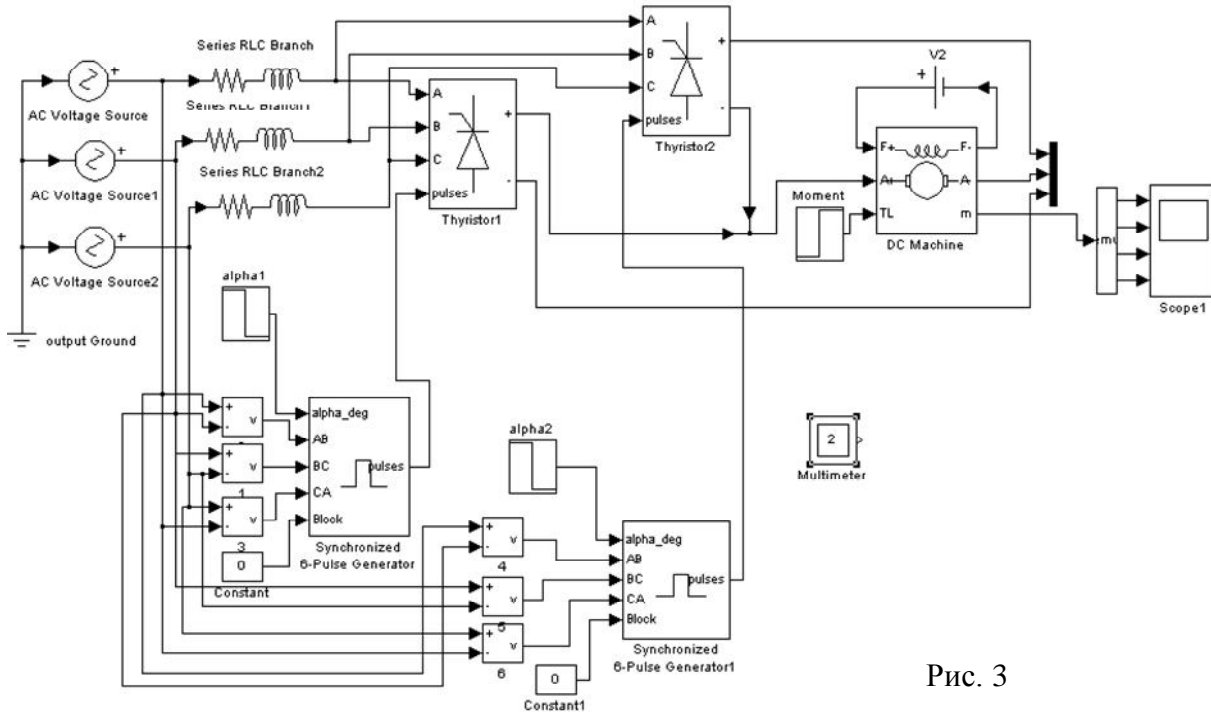 Series RLC Branch
+
AC Voltage Source
Series RLC Branch1
+
AC Voltage Source1
Series RLC Branch2
+
AC Voltage Source2
output Ground
A
B
C
pulses
+
-
Thyristor1
A
B
C
pulses
+
-
Thyristor2
V2
+
F+
F-
A
TL
m
DC Machine
Moment
Scope1
alpha1
+
-
v
+
-
v
1
+
-
v
3
0
Constant
alpha_deg
AB
BC
CA
Block
pulses
Synchronized
6-Pulse Generator
alpha2
+
-
v
4
+
-
v
5
+
-
v
6
0
Constant1
alpha_deg
AB
BC
CA
Block
pulses
Synchronized
6-Pulse Generator1
2
Multimeter
Рис. 3